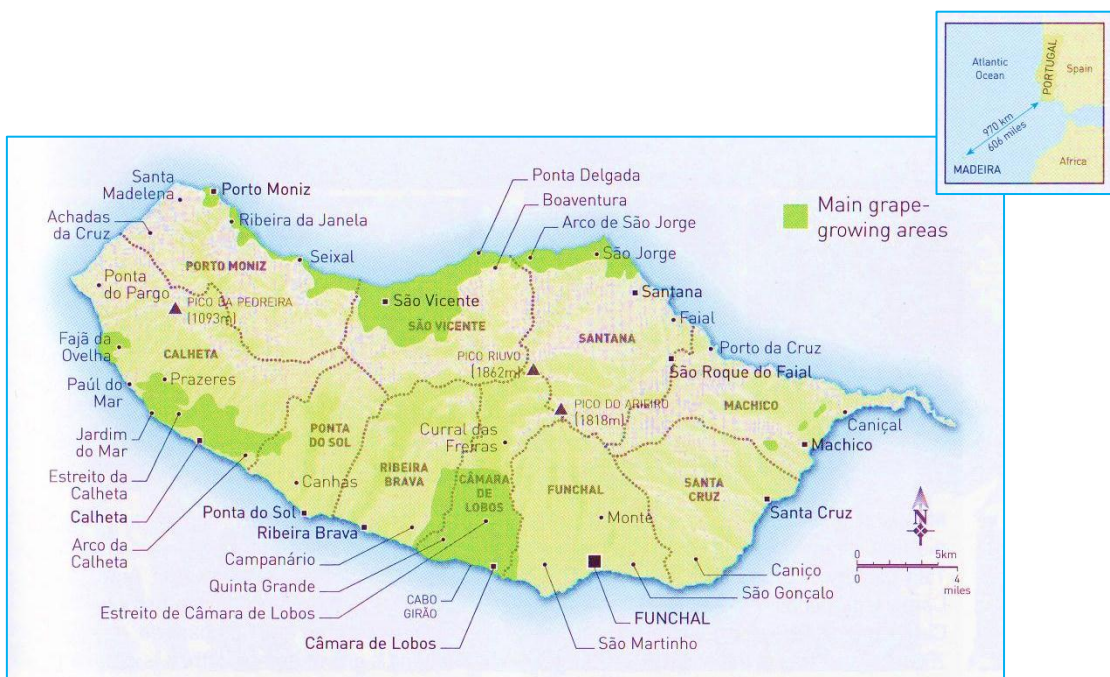 Atlantic
Ocean
PORTUGAL
Spain
970 km
606 miles
MADEIRA
Africa
Main grape-
growing areas
Santa
Madelena
Porto Moniz
Ribeira da Janela
Achadas
da Cruz
PORTO MONIZ
Seixal
Ponta Delgada
Boaventura
Arco de São Jorge
São Jorge
Ponta
do Pargo
PICO DA PEDREIRA
(1093m)
São Vicente
SÃO VICENTE
Santana
SANTANA
Faial
Fajã da
Ovelha
CALHETA
PICO RIUVO
(1862m)
Porto da Cruz
São Roque do Faial
Paúl do
Mar
Prazeres
PICO DO ARIEIRO
(1818m)
MACHICO
Caniçal
Machico
Jardim
do Mar
PONTA
DO SOL
Curral das
Freiras
Estreito da
Calheta
RIBEIRA
BRAVA
CÂMARA
DE
LOBOS
FUNCHAL
SANTA
CRUZ
Canhas
Calheta
Ponta do Sol
Monte
Santa Cruz
Ribeira Brava
Arco da
Calheta
Campanário
Quinta Grande
Estreito de Câmara de Lobos
CABO
GIRÃO
Câmara de Lobos
São Martinho
FUNCHAL
São Gonçalo
Caniço
N
0
5km
0
4
miles